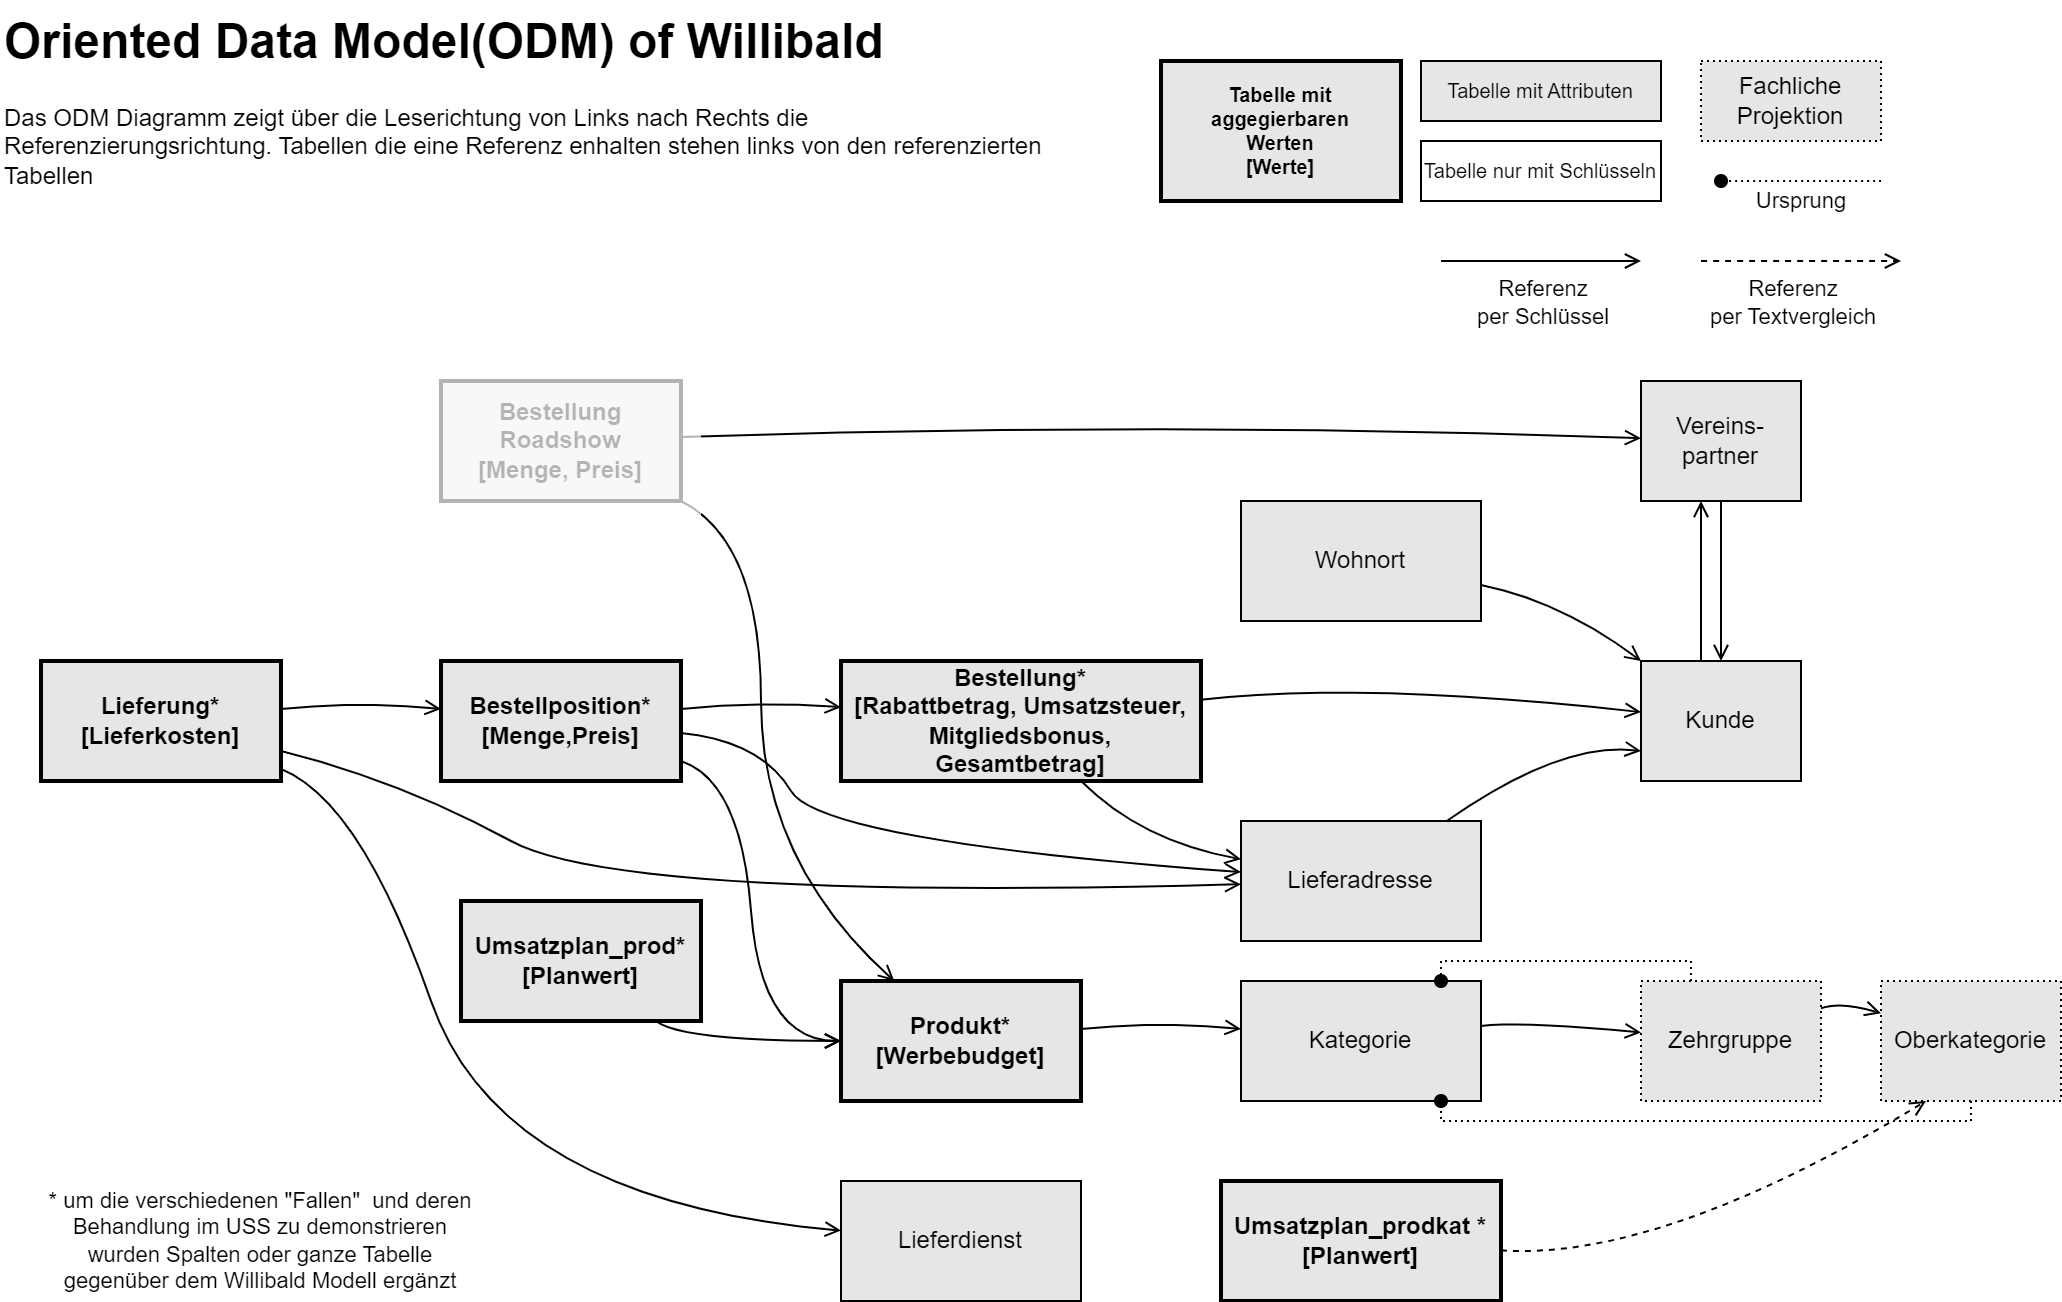 Oriented Data Model(ODM) of Willibald
Das ODM Diagramm zeigt über die Leserichtung von Links nach Rechts die
Referenzierungsrichtung. Tabellen die eine Referenz enhalten stehen links von den referenzierten
Tabellen
Tabelle mit
aggegierbaren
Werten
[Werte]
Tabelle mit Attributen
Tabelle nur mit Schlüsseln
Fachliche
Projektion
Ursprung
Referenz
per Schlüssel
Referenz
per Textvergleich
Bestellung
Roadshow
[Menge, Preis]
Vereins-
partner
Wohnort
Lieferung*
[Lieferkosten]
Bestellposition*
[Menge,Preis]
Bestellung*
[Rabattbetrag, Umsatzsteuer,
Mitgliedsbonus,
Gesamtbetrag]
Kunde
Lieferadresse
Umsatzplan_prod*
[Planwert]
Produkt*
[Werbebudget]
Kategorie
Zehrgruppe
Oberkategorie
* um die verschiedenen "Fallen"  und deren
Behandlung im USS zu demonstrieren
wurden Spalten oder ganze Tabelle
gegenüber dem Willibald Modell ergänzt
Lieferdienst
Umsatzplan_prodkat *
[Planwert]